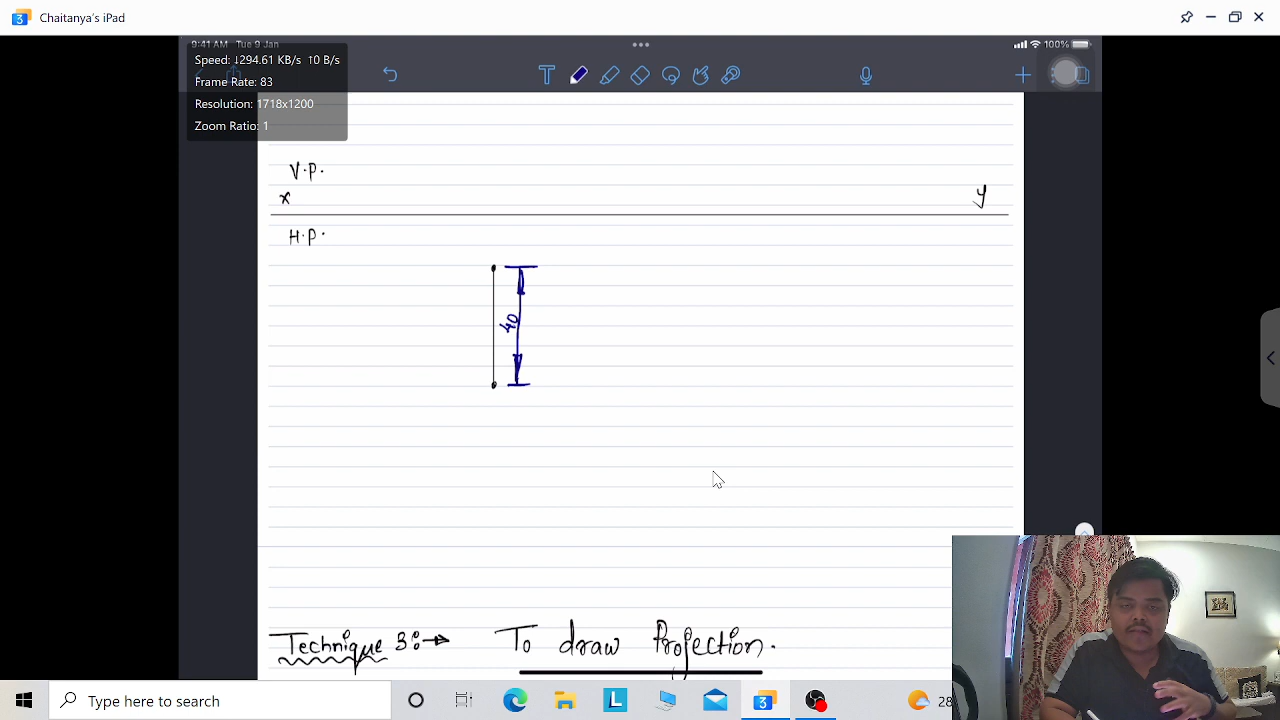 Chaitanya's iPad
9:41 AM Tue 9 Jan
100%
Speed: ↓294.61 KB/s 10 B/s
Frame Rate: 83
Resolution: 1718x1200
Zoom Ratio: 1
V.P.
x
y
H.P.
40
Technique 3:→ To draw Projection.
Type here to search
28